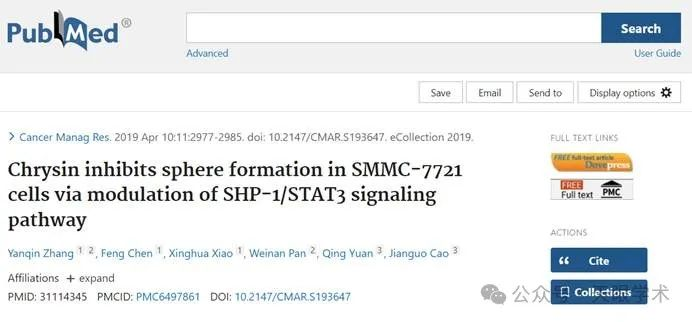 PubMed®
Search
Advanced
User Guide
Save
Email
Send to
Display options
Cancer Manag Res. 2019 Apr 10:11:2977-2985. doi: 10.2147/CMAR.S193647. eCollection 2019.
Chrysin inhibits sphere formation in SMMC-7721
cells via modulation of SHP-1/STAT3 signaling
pathway
Yanqin Zhang 1 2, Feng Chen 1, Xinghua Xiao 1, Weinan Pan 2, Qing Yuan 3, Jianguo Cao 3
Affiliations + expand
PMID: 31114345 PMCID: PMC6497861 DOI: 10.2147/CMAR.S193647
FULL TEXT LINKS
FREE full-text article
Dovepress
FREE
Full text
PMC
ACTIONS
Cite
Collections
公众号
学术